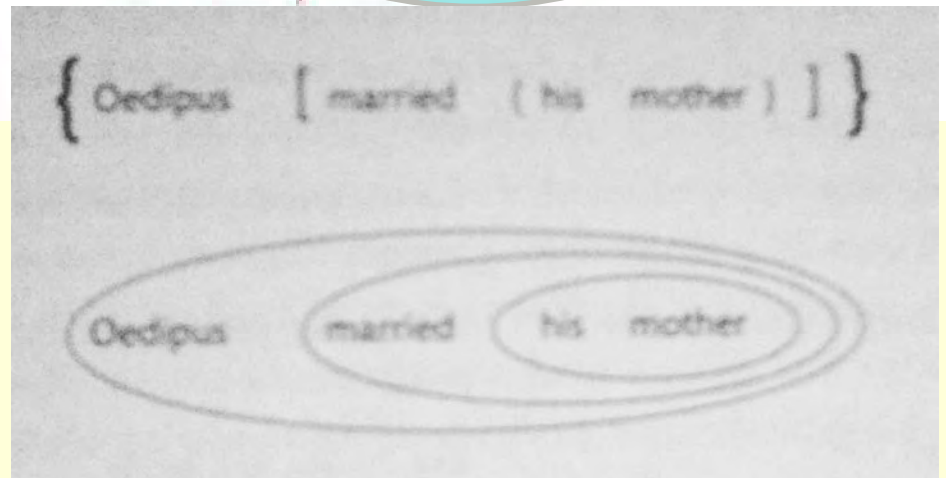 { Oedipus [ married ( his mother ) ] }
Oedipus married his mother